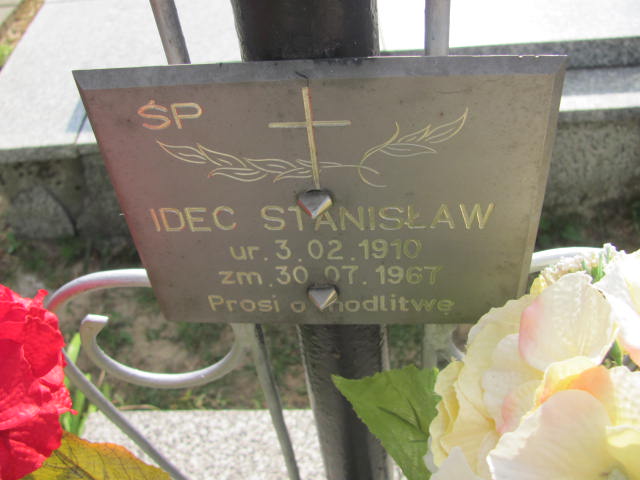 ŚP
IDEC STANISŁAW
ur. 3.02.1910
zm. 30.07.1967
Prosi o modlitwę